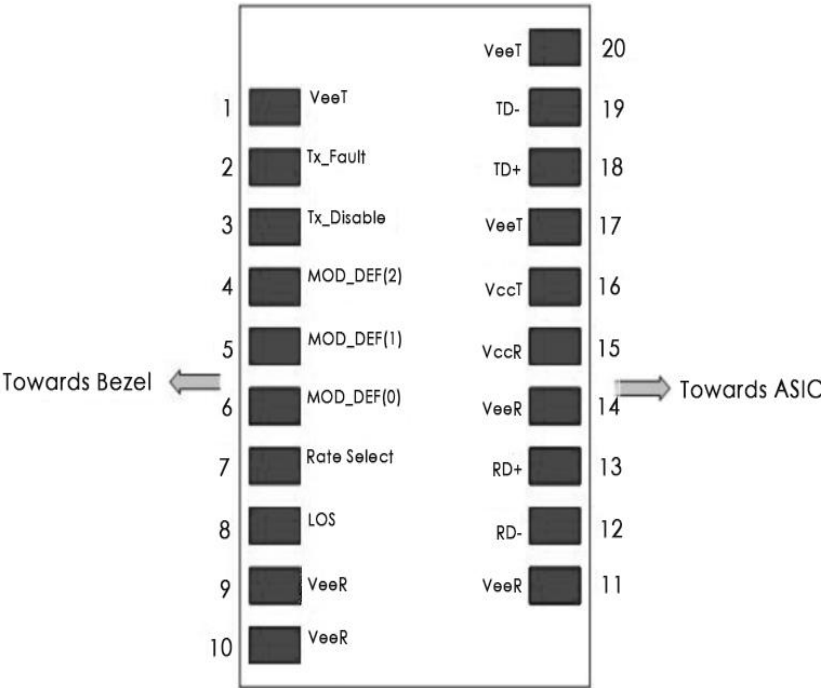 VeeT 20
1 VeeT
TD- 19
2 Tx_Fault
TD+ 18
3 Tx_Disable
VeeT 17
4 MOD_DEF(2)
VccT 16
5 MOD_DEF(1)
VccR 15
Towards Bezel
6 MOD_DEF(0)
VeeR 14
Towards ASIC
7 Rate Select
RD+ 13
8 LOS
RD- 12
9 VeeR
VeeR 11
10 VeeR